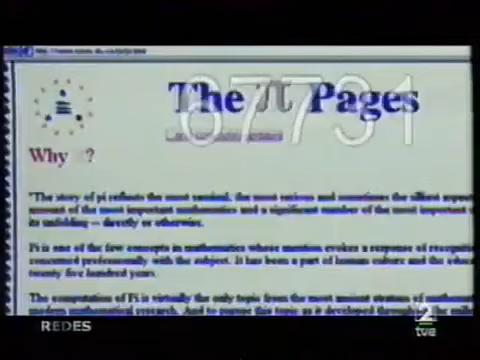 The π Pages
67731
Why π?
"The story of pi reflects the most seminal, the most serious and sometimes the silliest aspects
amount of the most important mathematics and a significant number of the most important
its unfolding -- directly or otherwise.
Pi is one of the few concepts in mathematics whose mention evokes a response of recognition
concerned professionally with the subject. It has been a part of human culture and the
twenty five hundred years.
The computation of Pi is virtually the only topic from the most ancient stratum of
modern mathematical research. And to pursue this topic as it developed
REDES
2
tve